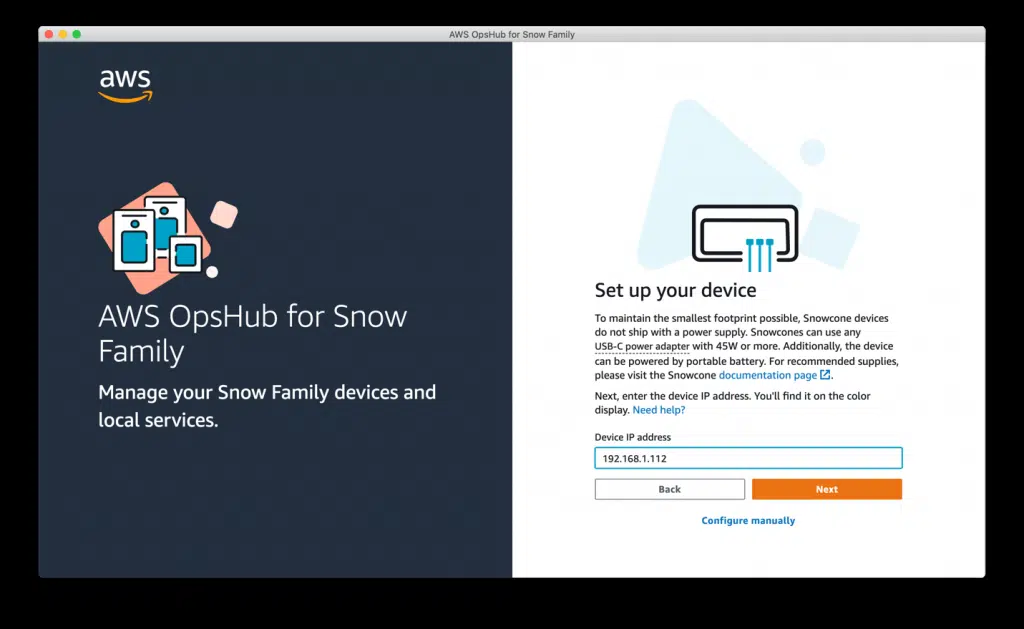 AWS OpsHub for Snow Family
aws
AWS OpsHub for Snow
Family
Manage your Snow Family devices and
local services.
Set up your device
To maintain the smallest footprint possible, Snowcone devices
do not ship with a power supply. Snowcones can use any
USB-C power adapter with 45W or more. Additionally, the device
can be powered by portable battery. For recommended supplies,
please visit the Snowcone documentation page.
Next, enter the device IP address. You'll find it on the color
display. Need help?
Device IP address
192.168.1.112
Back
Next
Configure manually